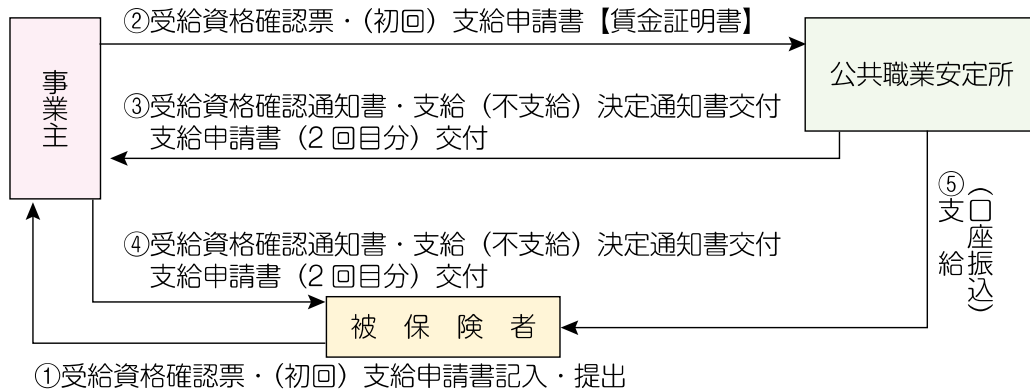 ②受給資格確認票・(初回) 支給申請書【賃金証明書】
事業主
公共職業安定所
③受給資格確認通知書・支給（不支給）決定通知書交付
支給申請書（2回目分）交付
⑤支給
（口座振込）
④受給資格確認通知書・支給（不支給）決定通知書交付
支給申請書（2回目分）交付
被保険者
①受給資格確認票・(初回) 支給申請書記入・提出